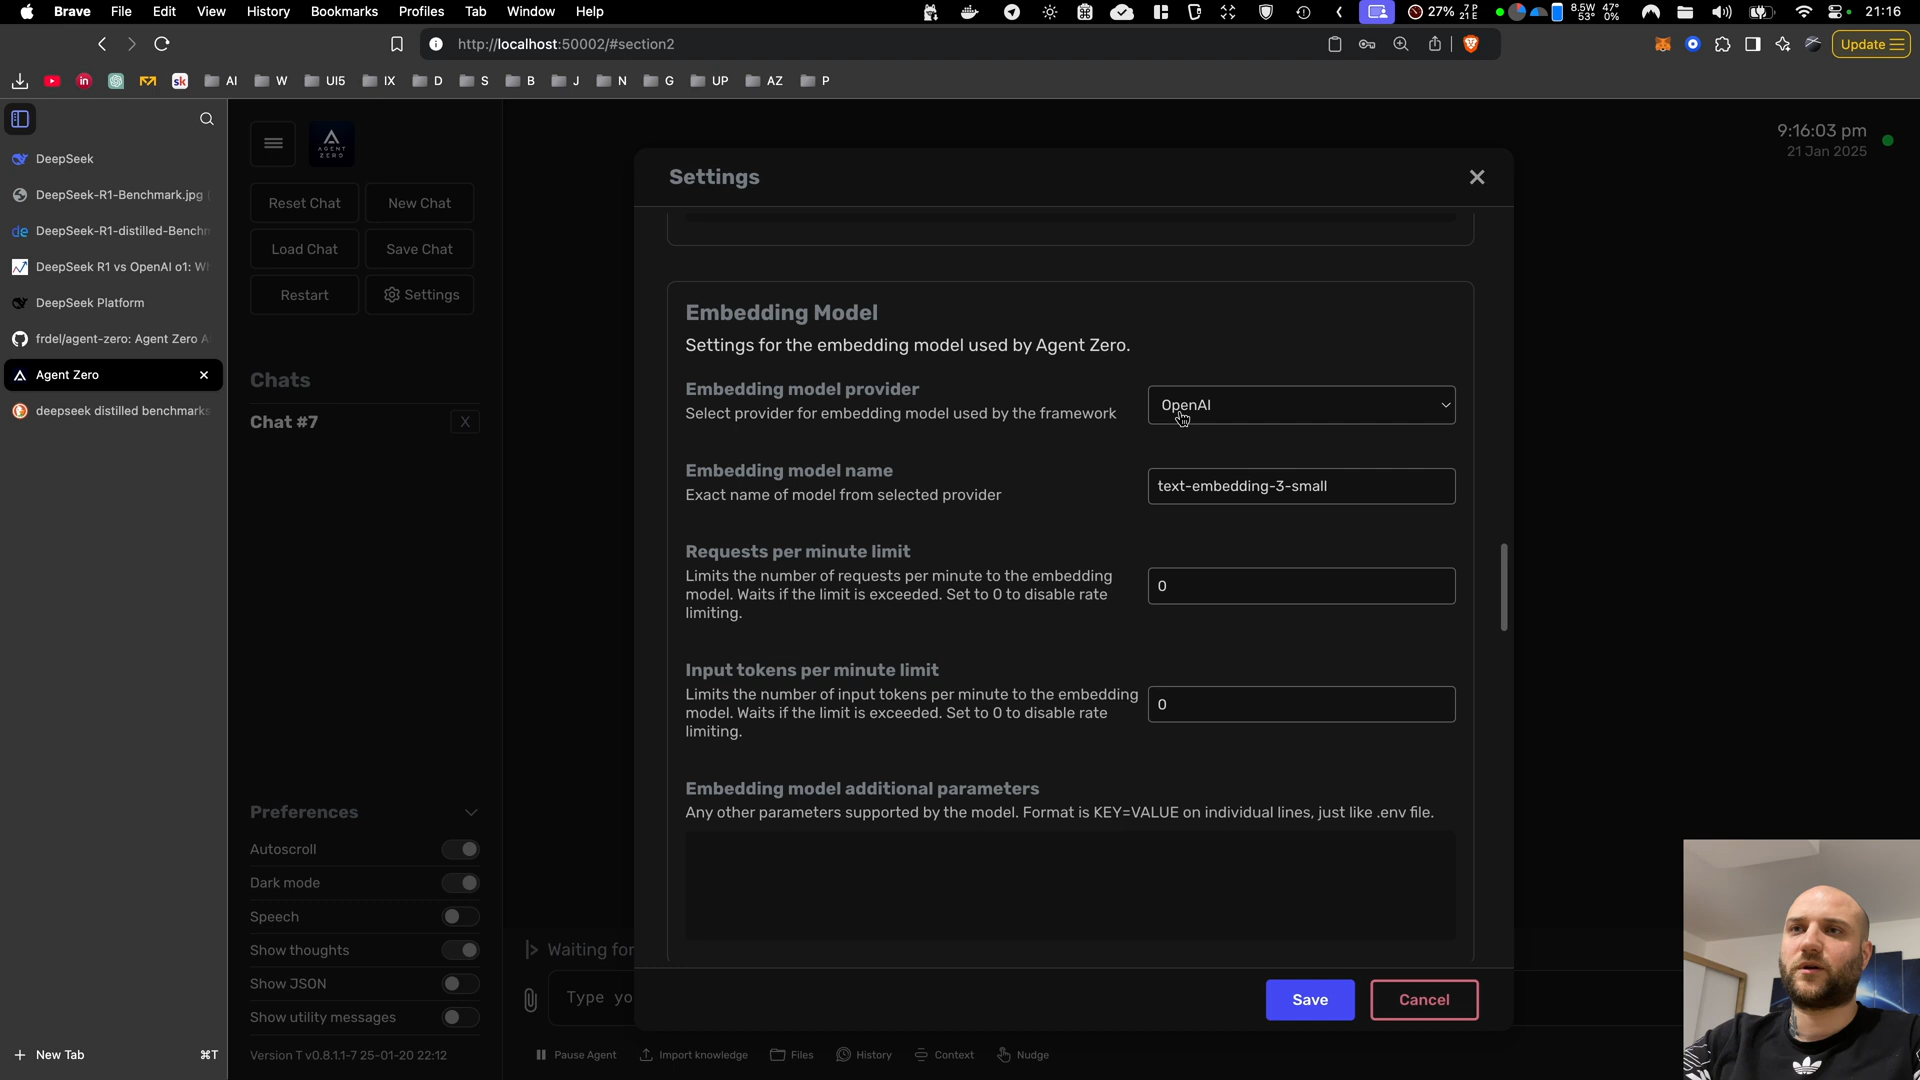 Brave File Edit View History Bookmarks Profiles Tab Window Help
27% 8.5W 47° 53° 0% 21:16
http://localhost:50002/#section2
Update
AI W UI5 IX D S B J N G UP AZ P
DeepSeek
DeepSeek-R1-Benchmark.jpg
DeepSeek-R1-distilled-Benchm
DeepSeek R1 vs OpenAI o1: W
DeepSeek Platform
frdel/agent-zero: Agent Zero A
Agent Zero
deepseek distilled benchmarks
New Tab ⌘T
AGENT ZERO
Reset Chat New Chat
Load Chat Save Chat
Restart Settings
Chats
Chat #7 X
Preferences
Autoscroll
Dark mode
Speech
Show thoughts
Show JSON
Show utility messages
Version T v0.8.1.1-7 25-01-20 22:12
9:16:03 pm
21 Jan 2025
Settings
Embedding Model
Settings for the embedding model used by Agent Zero.
Embedding model provider
Select provider for embedding model used by the framework
OpenAI
Embedding model name
Exact name of model from selected provider
text-embedding-3-small
Requests per minute limit
Limits the number of requests per minute to the embedding
model. Waits if the limit is exceeded. Set to 0 to disable rate
limiting.
0
Input tokens per minute limit
Limits the number of input tokens per minute to the embedding
model. Waits if the limit is exceeded. Set to 0 to disable rate
limiting.
0
Embedding model additional parameters
Any other parameters supported by the model. Format is KEY=VALUE on individual lines, just like .env file.
Save Cancel
Waiting for
Type yo
Pause Agent Import knowledge Files History Context Nudge